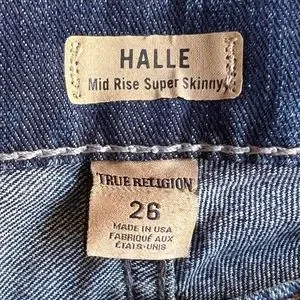 HALLE
Mid Rise Super Skinny
TRUE RELIGION
26
MADE IN USA
FABRIQUÉ AUX
ÉTATS-UNIS